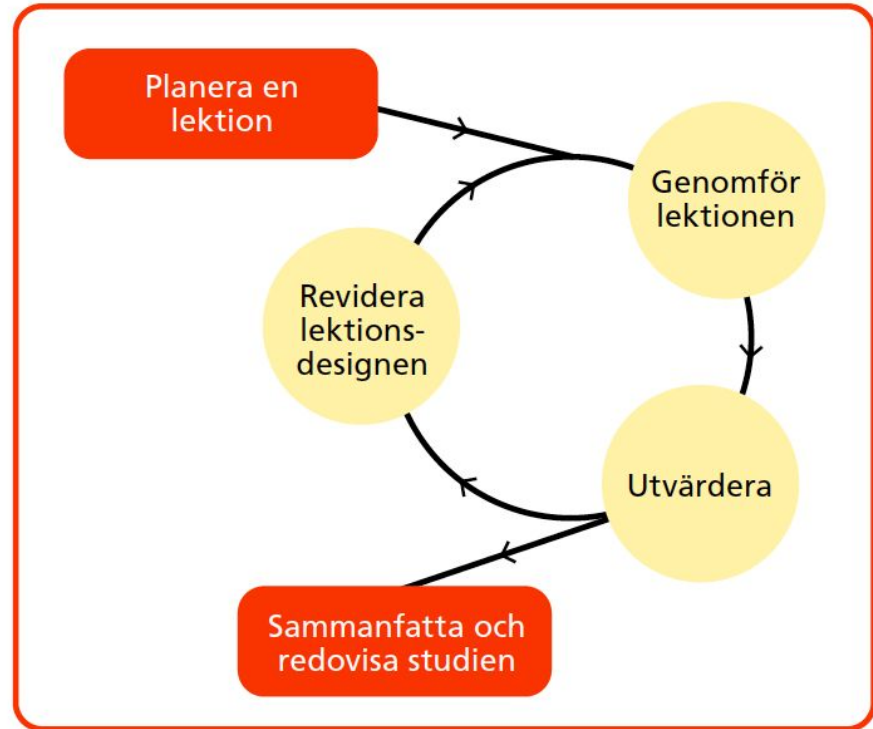 Planera en
lektion
Genomför
lektionen
Revidera
lektions-
designen
Utvärdera
Sammanfatta och
redovisa studien